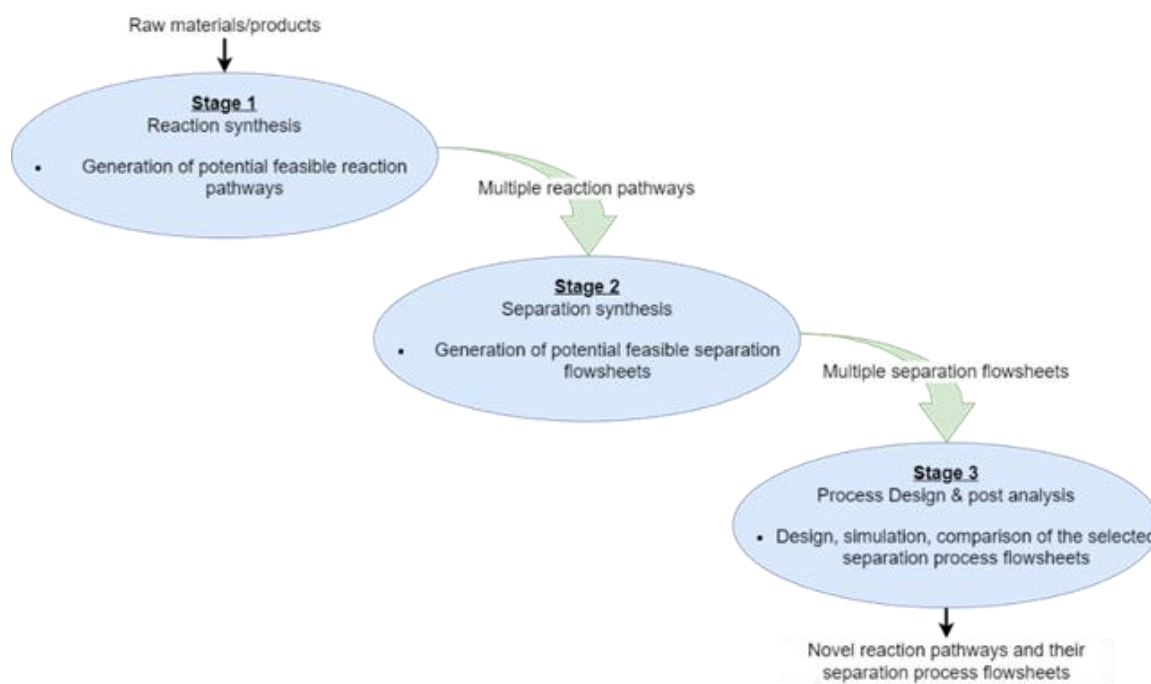 Raw materials/products
Stage 1
Reaction synthesis
• Generation of potential feasible reaction
pathways
Multiple reaction pathways
Stage 2
Separation synthesis
• Generation of potential feasible separation
flowsheets
Multiple separation flowsheets
Stage 3
Process Design & post analysis
• Design, simulation, comparison of the selected
separation process flowsheets
Novel reaction pathways and their
separation process flowsheets